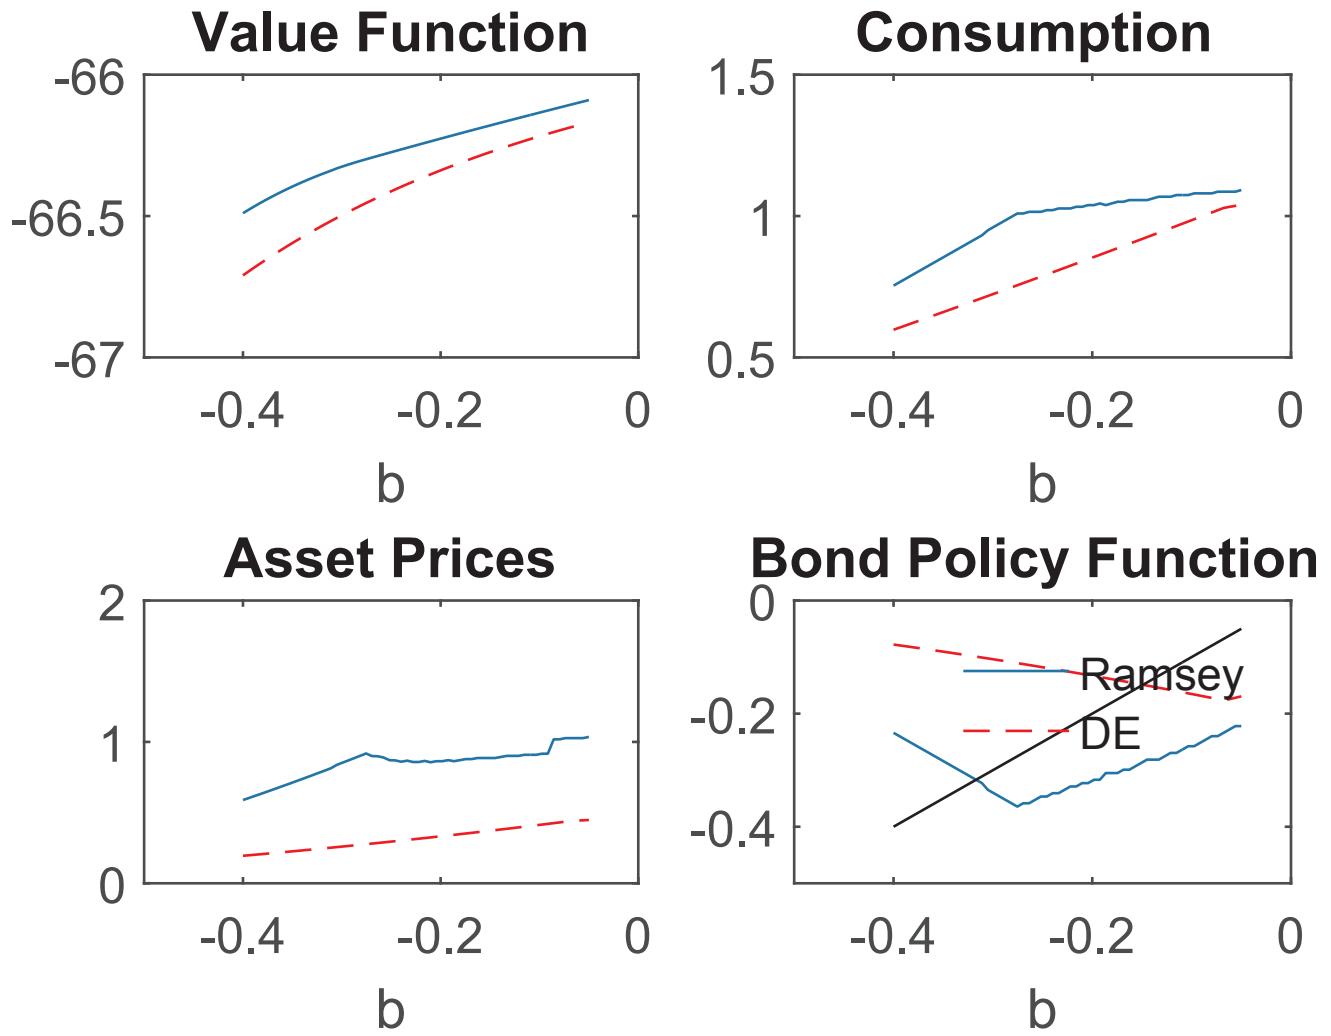 Value Function
-66
-66.5
-67
-0.4 -0.2 0
b
Consumption
1.5
1
0.5
-0.4 -0.2 0
b
Asset Prices
2
1
0
-0.4 -0.2 0
b
Bond Policy Function
0
-0.2
-0.4
Ramsey
DE
-0.4 -0.2 0
b